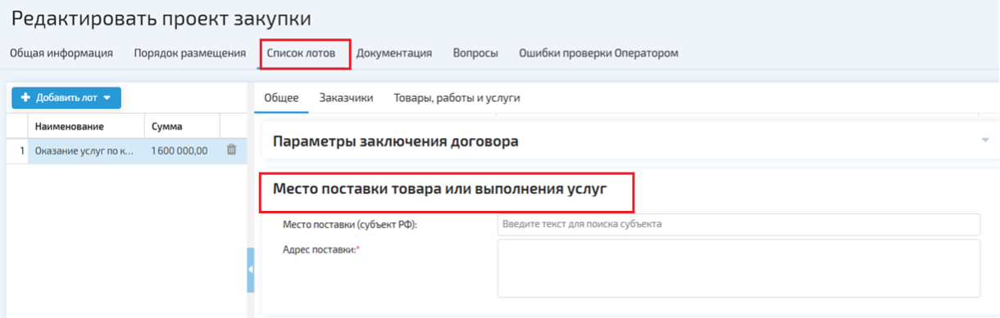 Редактировать проект закупки
Общая информация Порядок размещения Список лотов Документация Вопросы Ошибки проверки Оператором
Добавить лот
Общее Заказчики Товары, работы и услуги
Наименование Сумма
1 Оказание услуг по к... 1 600 000,00
Параметры заключения договора
Место поставки товара или выполнения услуг
Место поставки (субъект РФ): Введите текст для поиска субъекта
Адрес поставки:*